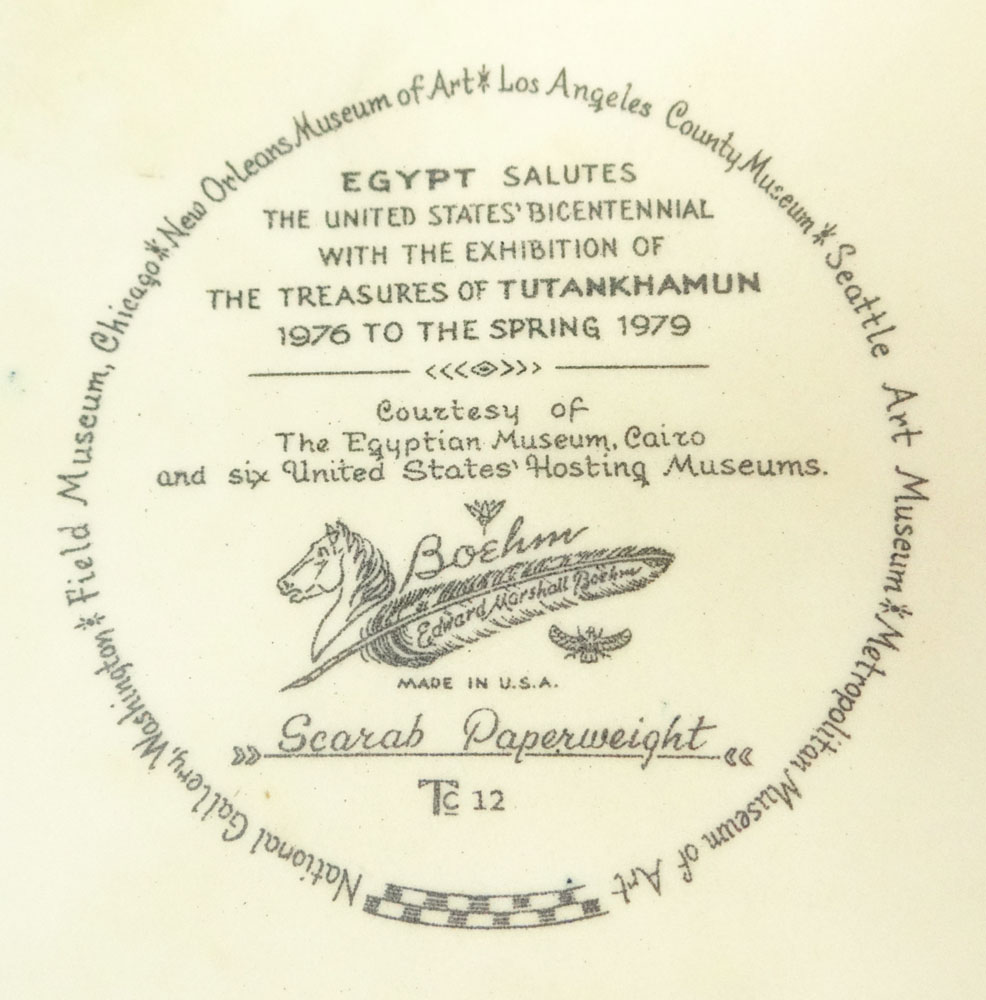 National Gallery, Washington * Field Museum, Chicago * New Orleans Museum of Art * Los Angeles County Museum * Seattle Art Museum * Metropolitan Museum of Art
EGYPT SALUTES
THE UNITED STATES' BICENTENNIAL
WITH THE EXHIBITION OF
THE TREASURES OF TUTANKHAMUN
1976 TO THE SPRING 1979
Courtesy of
The Egyptian Museum, Cairo
and six United States' Hosting Museums.
Boehm
Edward Marshall Boehm
MADE IN U.S.A.
Scarab Paperweight
TC 12